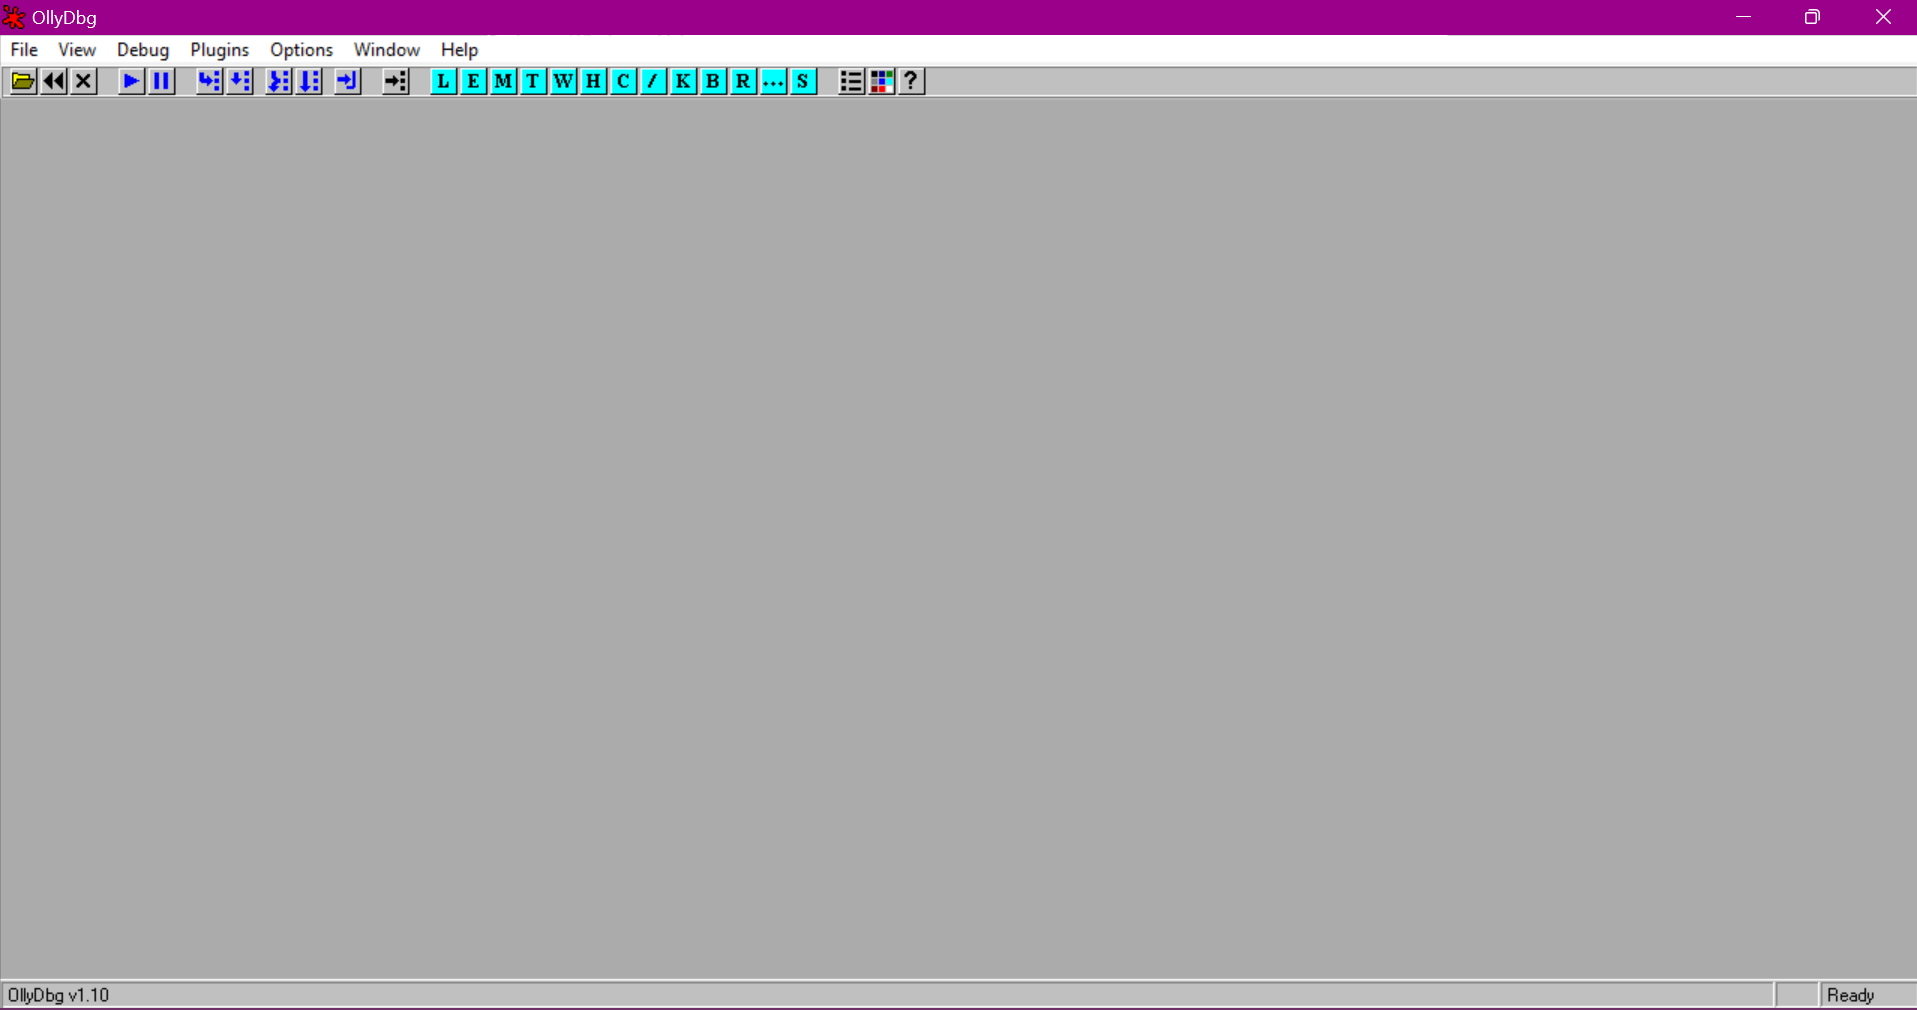 OllyDbg
File View Debug Plugins Options Window Help
L E M T W H C / K B R ... S ?
OllyDbg v1.10 Ready